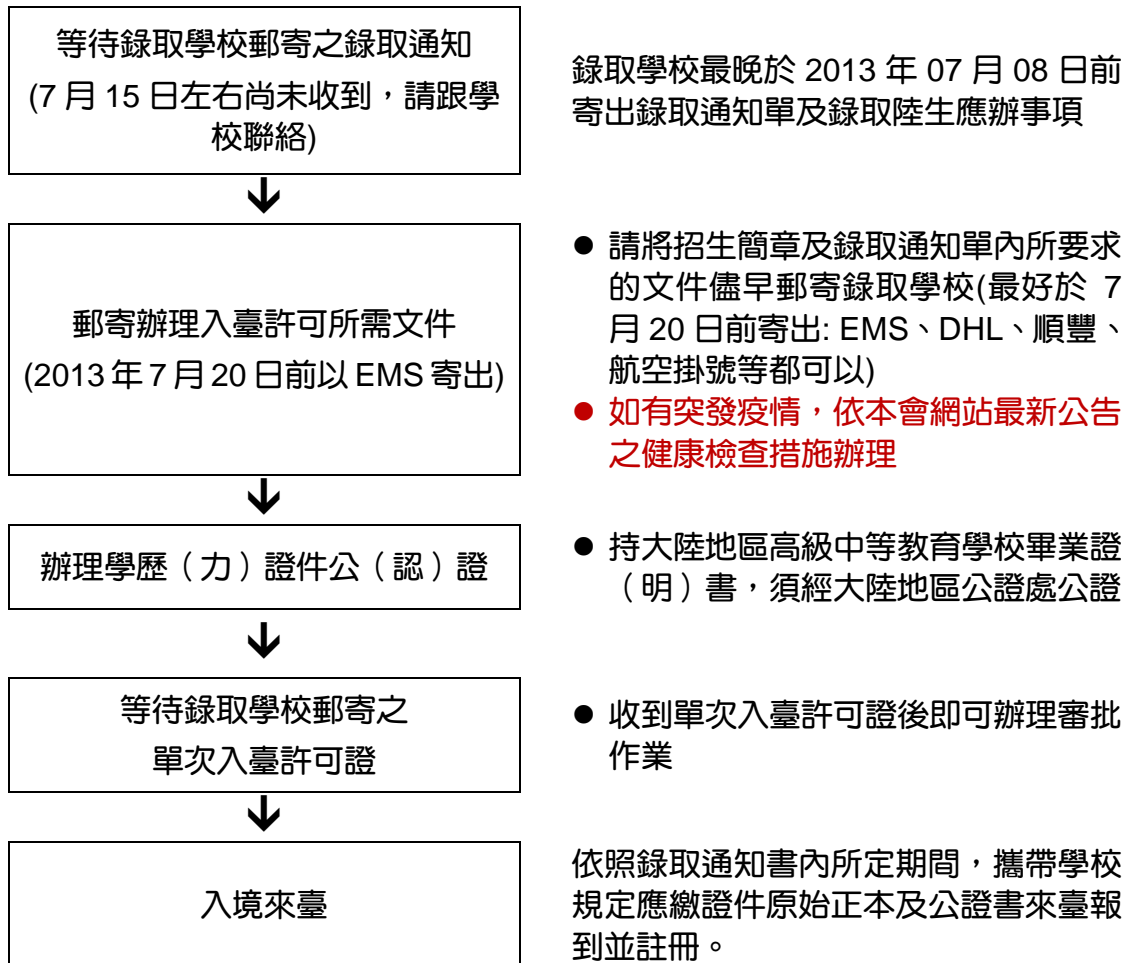 等待錄取學校郵寄之錄取通知
(7 月 15 日左右尚未收到，請跟學
校聯絡)
錄取學校最晚於 2013 年 07 月 08 日前
寄出錄取通知單及錄取陸生應辦事項
郵寄辦理入臺許可所需文件
(2013 年 7 月 20 日前以 EMS 寄出)
● 請將招生簡章及錄取通知單內所要求
的文件儘早郵寄錄取學校(最好於 7
月 20 日前寄出: EMS、DHL、順豐、
航空掛號等都可以)
● 如有突發疫情，依本會網站最新公告
之健康檢查措施辦理
辦理學歷（力）證件公（認）證
● 持大陸地區高級中等教育學校畢業證
（明）書，須經大陸地區公證處公證
等待錄取學校郵寄之
單次入臺許可證
● 收到單次入臺許可證後即可辦理審批
作業
入境來臺
依照錄取通知書內所定期間，攜帶學校
規定應繳證件原始正本及公證書來臺報
到並註冊。